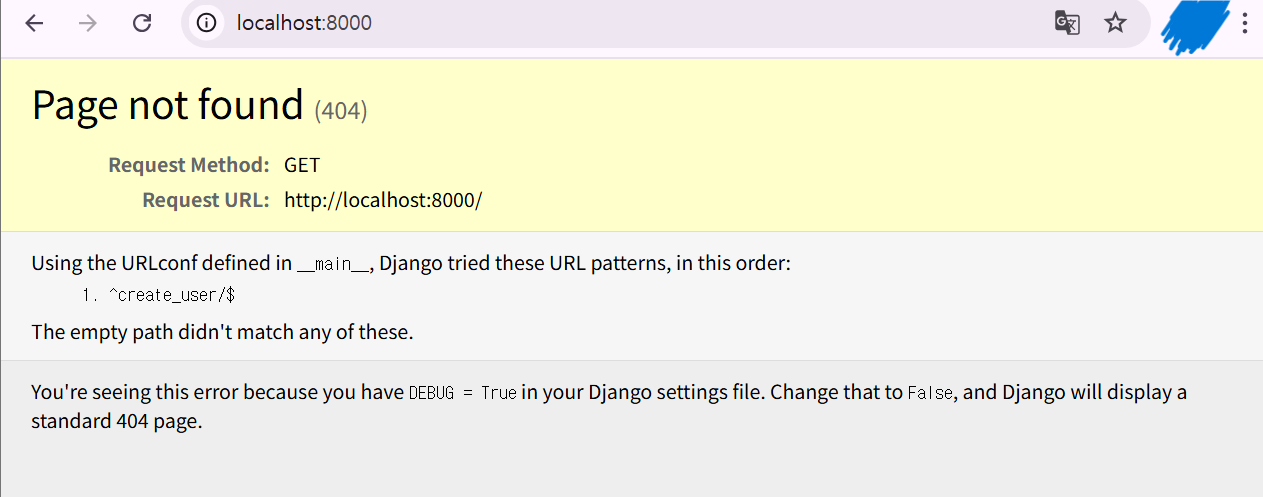 localhost:8000
Page not found (404)
Request Method: GET
Request URL: http://localhost:8000/
Using the URLconf defined in __main__, Django tried these URL patterns, in this order:
1. ^create_user/$
The empty path didn't match any of these.
You're seeing this error because you have DEBUG = True in your Django settings file. Change that to False, and Django will display a
standard 404 page.